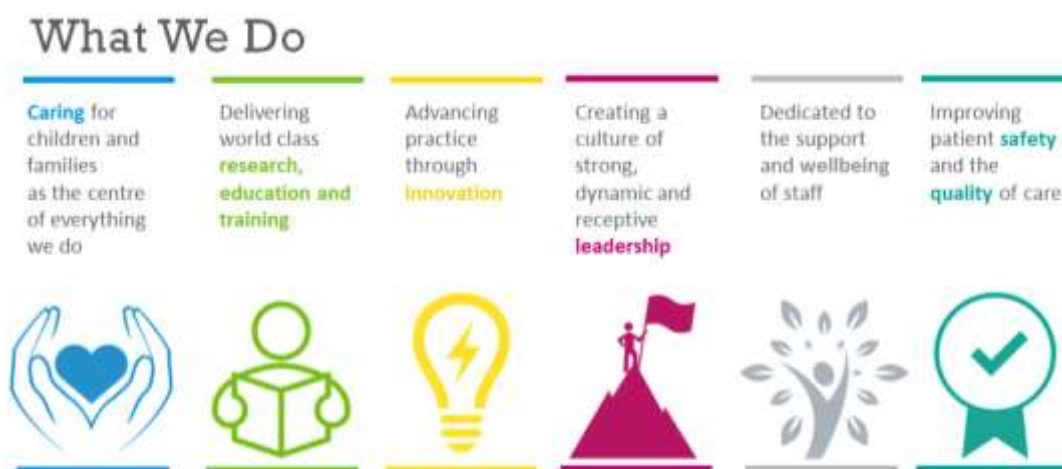 What We Do
Caring for
children and
families
as the centre
of everything
we do
Delivering
world class
research,
education and
training
Advancing
practice
through
innovation
Creating a
culture of
strong,
dynamic and
receptive
leadership
Dedicated to
the support
and wellbeing
of staff
Improving
patient safety
and the
quality of care